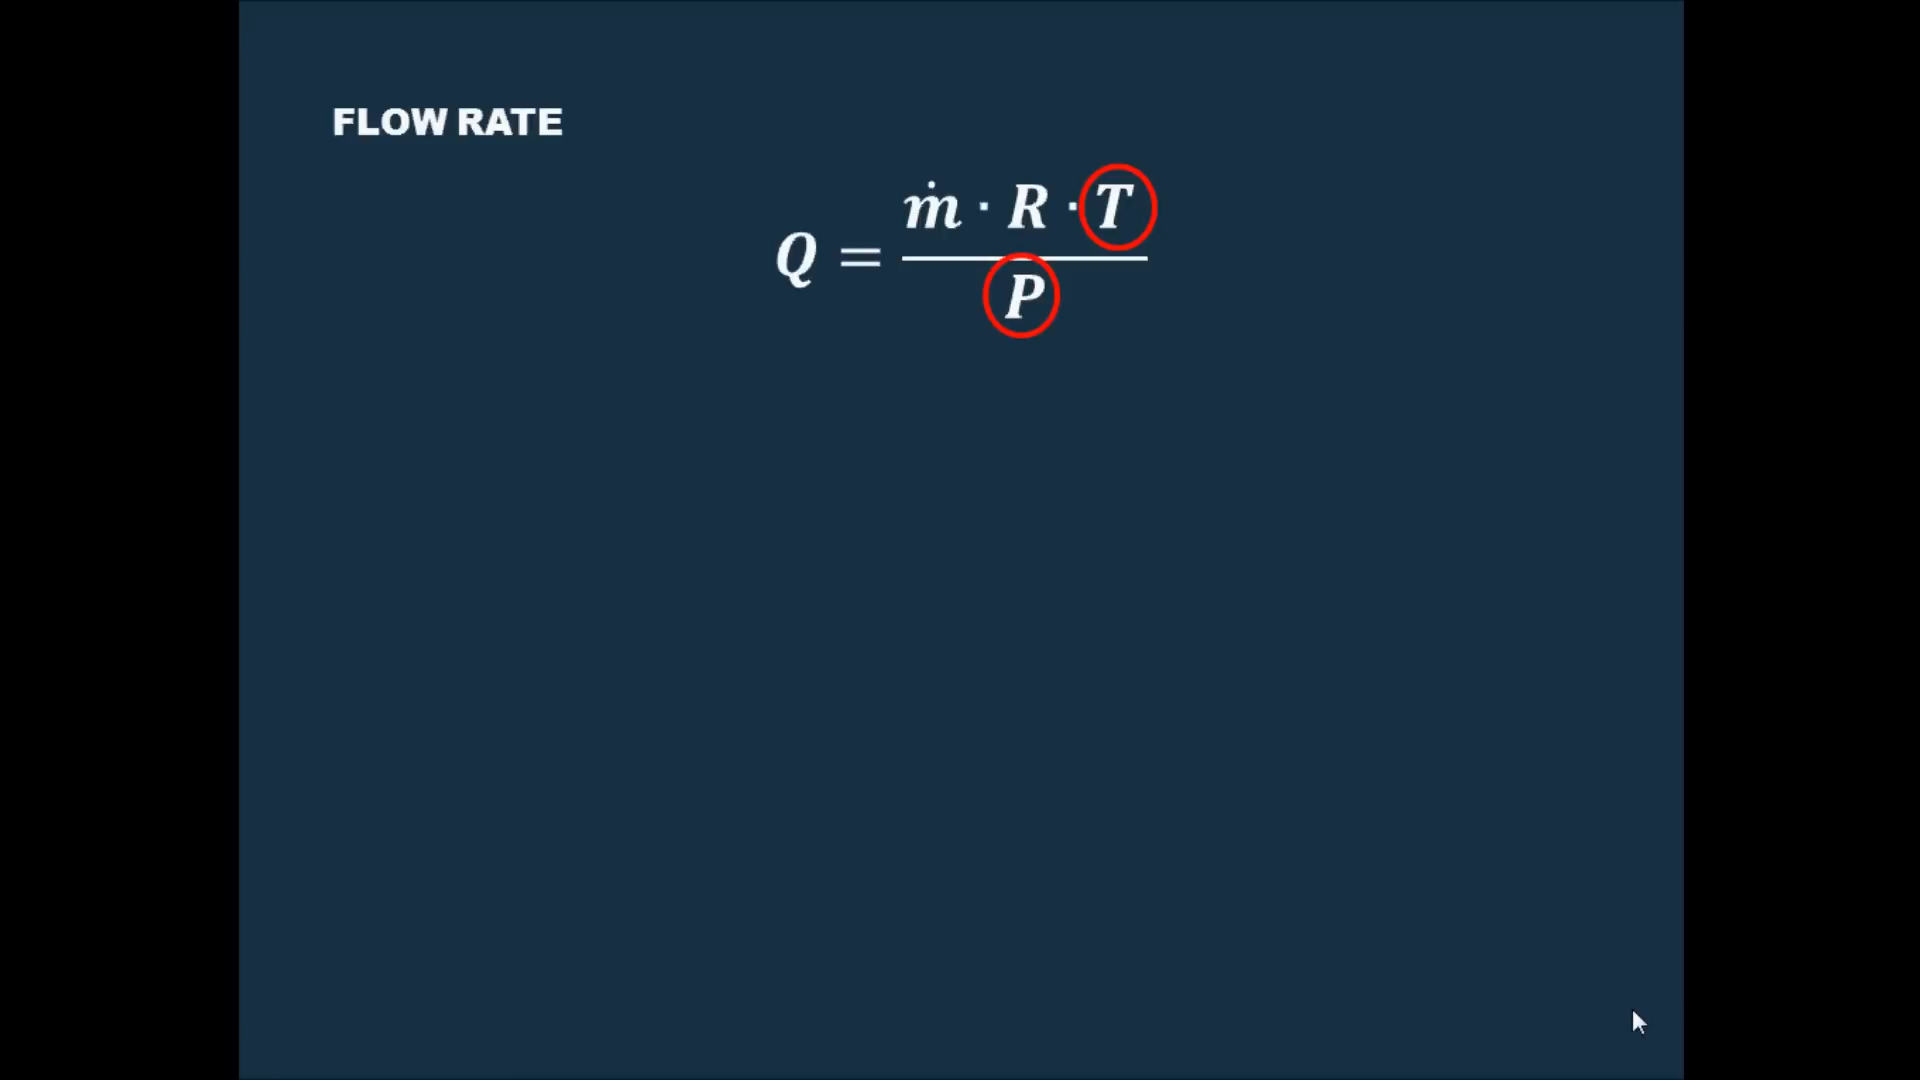 FLOW RATE
Q = ṁ · R · T / P